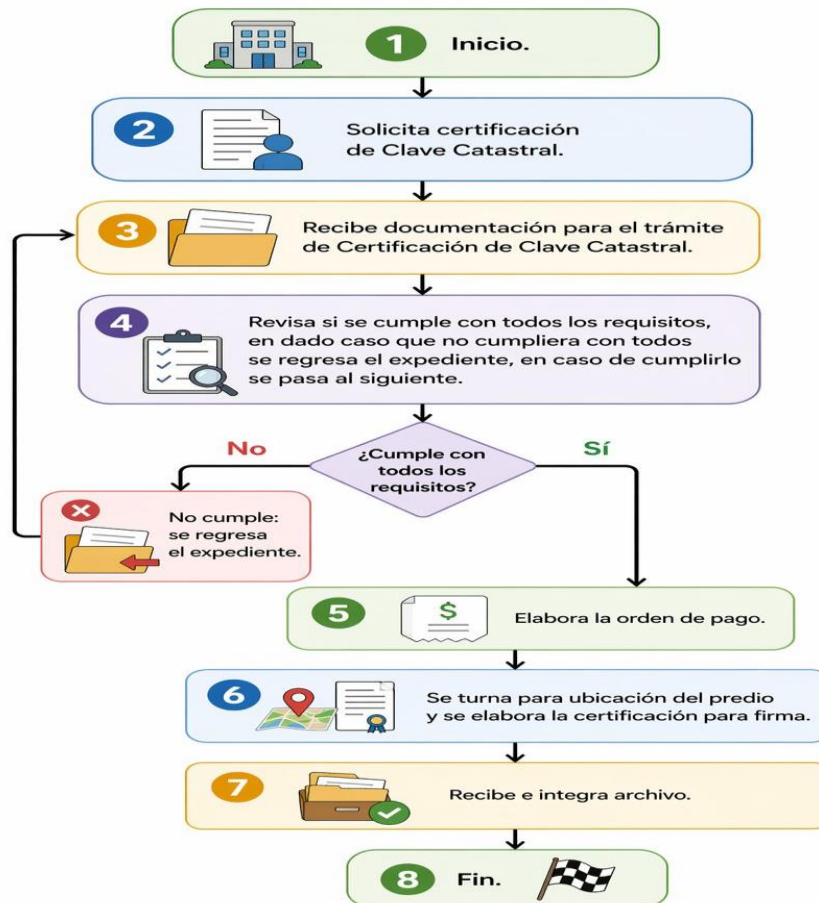 1 Inicio.
2 Solicita certificación
de Clave Catastral.
3 Recibe documentación para el trámite
de Certificación de Clave Catastral.
4 Revisa si se cumple con todos los requisitos,
en dado caso que no cumpliera con todos
se regresa el expediente, en caso de cumplirlo
se pasa al siguiente.
No
¿Cumple con
todos los
requisitos?
Sí
No cumple:
se regresa
el expediente.
5 $ Elabora la orden de pago.
6 Se turna para ubicación del predio
y se elabora la certificación para firma.
7 Recibe e integra archivo.
8 Fin.